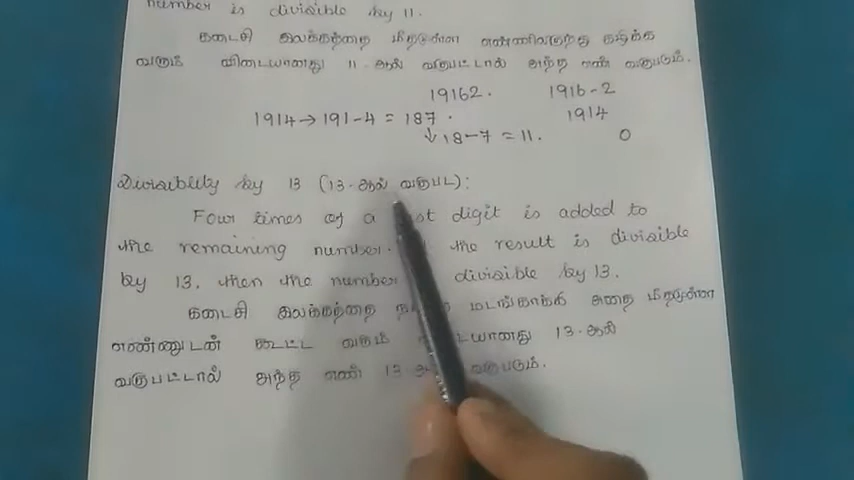 number is divisible by 11.
கடைசி இலக்கத்தை மீதமுள்ள எண்ணிலிருந்து கழிக்க
வரும் விடையானது 11-ஆல் வகுபட்டால் அந்த எண் வகுபடும்.
19162. 1916-2
1914→191-4 = 187. 1914
↓18-7 = 11. 0
Divisiblity by 13 (13-ஆல் வகுபட):
Four times of a digit is added to
the remaining number. the result is divisible
by 13, then the number divisible by 13.
கடைசி இலக்கத்தை மடங்காக்கி அதை மீதமுள்ள
எண்ணுடன் கூட்ட வரும் 13-ஆல்
வகுபட்டால் அந்த எண் 13- வகுபடும்.